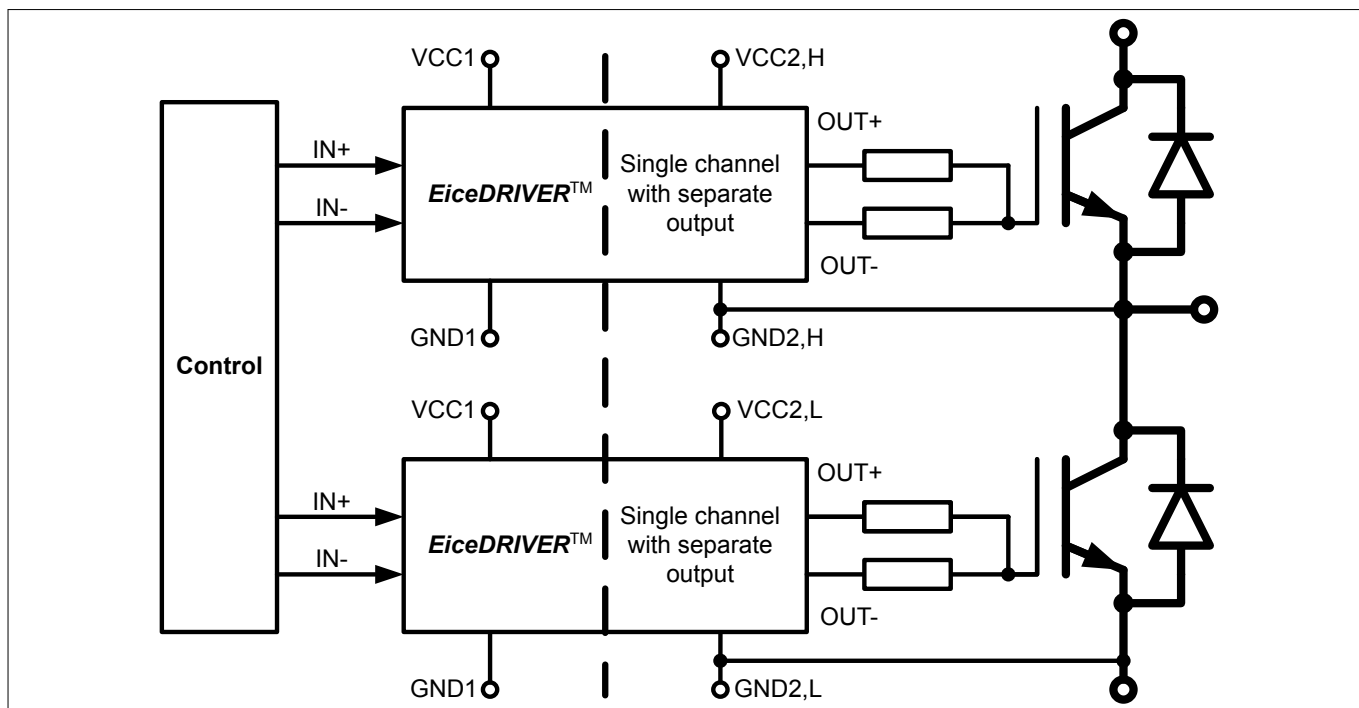 VCC1
VCC2,H
OUT+
IN+
IN-
EiceDRIVER™
Single channel
with separate
output
OUT-
GND1
GND2,H
Control
VCC1
VCC2,L
OUT+
IN+
IN-
EiceDRIVER™
Single channel
with separate
output
OUT-
GND1
GND2,L